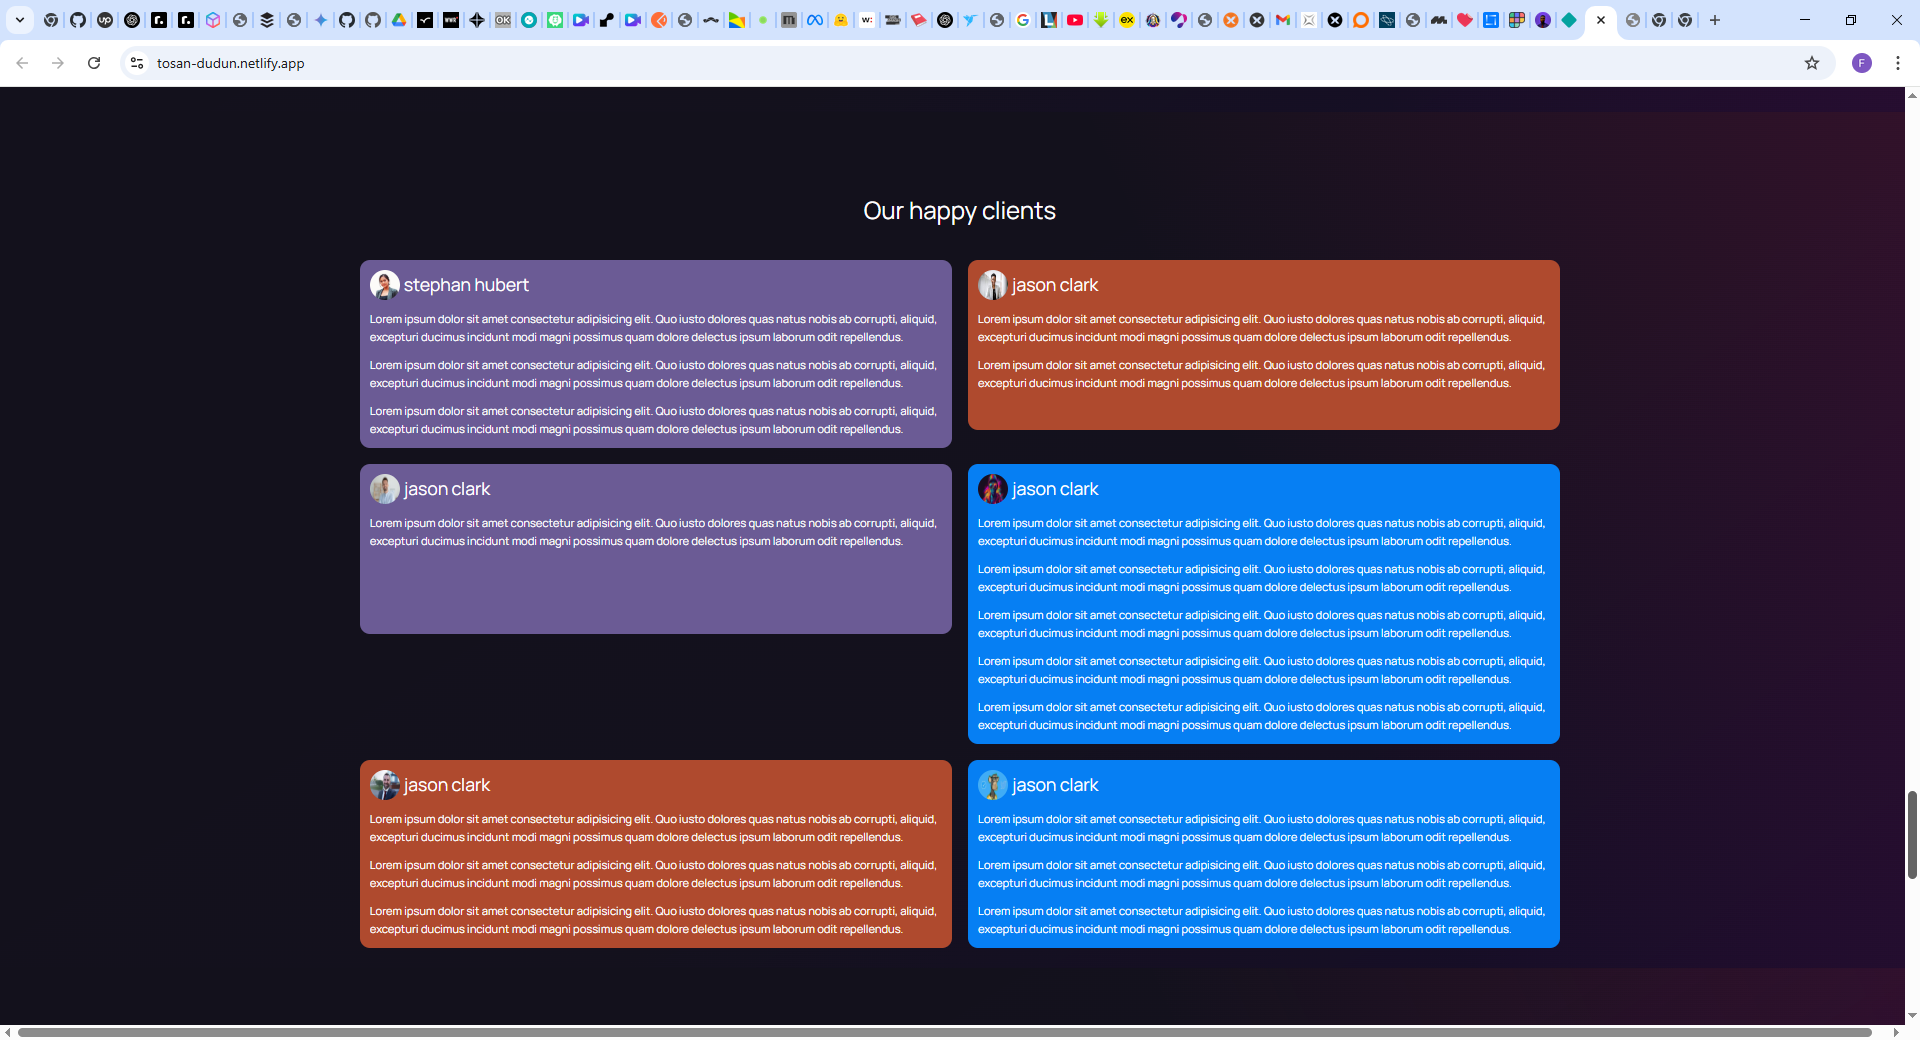 tosan-dudun.netlify.app
F
Our happy clients
stephan hubert
Lorem ipsum dolor sit amet consectetur adipisicing elit. Quo iusto dolores quas natus nobis ab corrupti, aliquid,
excepturi ducimus incidunt modi magni possimus quam dolore delectus ipsum laborum odit repellendus.
Lorem ipsum dolor sit amet consectetur adipisicing elit. Quo iusto dolores quas natus nobis ab corrupti, aliquid,
excepturi ducimus incidunt modi magni possimus quam dolore delectus ipsum laborum odit repellendus.
Lorem ipsum dolor sit amet consectetur adipisicing elit. Quo iusto dolores quas natus nobis ab corrupti, aliquid,
excepturi ducimus incidunt modi magni possimus quam dolore delectus ipsum laborum odit repellendus.
jason clark
Lorem ipsum dolor sit amet consectetur adipisicing elit. Quo iusto dolores quas natus nobis ab corrupti, aliquid,
excepturi ducimus incidunt modi magni possimus quam dolore delectus ipsum laborum odit repellendus.
Lorem ipsum dolor sit amet consectetur adipisicing elit. Quo iusto dolores quas natus nobis ab corrupti, aliquid,
excepturi ducimus incidunt modi magni possimus quam dolore delectus ipsum laborum odit repellendus.
jason clark
Lorem ipsum dolor sit amet consectetur adipisicing elit. Quo iusto dolores quas natus nobis ab corrupti, aliquid,
excepturi ducimus incidunt modi magni possimus quam dolore delectus ipsum laborum odit repellendus.
jason clark
Lorem ipsum dolor sit amet consectetur adipisicing elit. Quo iusto dolores quas natus nobis ab corrupti, aliquid,
excepturi ducimus incidunt modi magni possimus quam dolore delectus ipsum laborum odit repellendus.
Lorem ipsum dolor sit amet consectetur adipisicing elit. Quo iusto dolores quas natus nobis ab corrupti, aliquid,
excepturi ducimus incidunt modi magni possimus quam dolore delectus ipsum laborum odit repellendus.
Lorem ipsum dolor sit amet consectetur adipisicing elit. Quo iusto dolores quas natus nobis ab corrupti, aliquid,
excepturi ducimus incidunt modi magni possimus quam dolore delectus ipsum laborum odit repellendus.
Lorem ipsum dolor sit amet consectetur adipisicing elit. Quo iusto dolores quas natus nobis ab corrupti, aliquid,
excepturi ducimus incidunt modi magni possimus quam dolore delectus ipsum laborum odit repellendus.
Lorem ipsum dolor sit amet consectetur adipisicing elit. Quo iusto dolores quas natus nobis ab corrupti, aliquid,
excepturi ducimus incidunt modi magni possimus quam dolore delectus ipsum laborum odit repellendus.
jason clark
Lorem ipsum dolor sit amet consectetur adipisicing elit. Quo iusto dolores quas natus nobis ab corrupti, aliquid,
excepturi ducimus incidunt modi magni possimus quam dolore delectus ipsum laborum odit repellendus.
Lorem ipsum dolor sit amet consectetur adipisicing elit. Quo iusto dolores quas natus nobis ab corrupti, aliquid,
excepturi ducimus incidunt modi magni possimus quam dolore delectus ipsum laborum odit repellendus.
Lorem ipsum dolor sit amet consectetur adipisicing elit. Quo iusto dolores quas natus nobis ab corrupti, aliquid,
excepturi ducimus incidunt modi magni possimus quam dolore delectus ipsum laborum odit repellendus.
jason clark
Lorem ipsum dolor sit amet consectetur adipisicing elit. Quo iusto dolores quas natus nobis ab corrupti, aliquid,
excepturi ducimus incidunt modi magni possimus quam dolore delectus ipsum laborum odit repellendus.
Lorem ipsum dolor sit amet consectetur adipisicing elit. Quo iusto dolores quas natus nobis ab corrupti, aliquid,
excepturi ducimus incidunt modi magni possimus quam dolore delectus ipsum laborum odit repellendus.
Lorem ipsum dolor sit amet consectetur adipisicing elit. Quo iusto dolores quas natus nobis ab corrupti, aliquid,
excepturi ducimus incidunt modi magni possimus quam dolore delectus ipsum laborum odit repellendus.